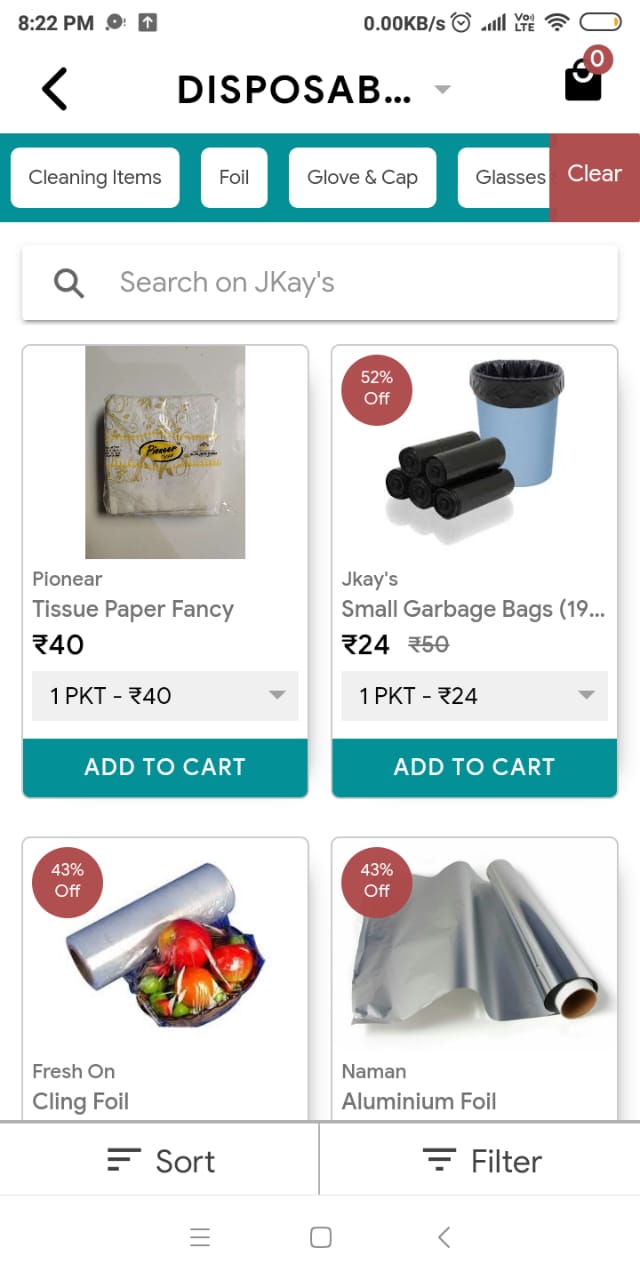 8:22 PM 0.00KB/s Vo)) LTE
DISPOSAB...
0
Cleaning Items Foil Glove & Cap Glasses Clear
Search on JKay's
Pioneer
52%
Off
Pionear
Tissue Paper Fancy
₹40
1 PKT - ₹40
ADD TO CART
Jkay's
Small Garbage Bags (19...
₹24 ₹50
1 PKT - ₹24
ADD TO CART
43%
Off
Fresh On
Cling Foil
43%
Off
Naman
Aluminium Foil
Sort Filter